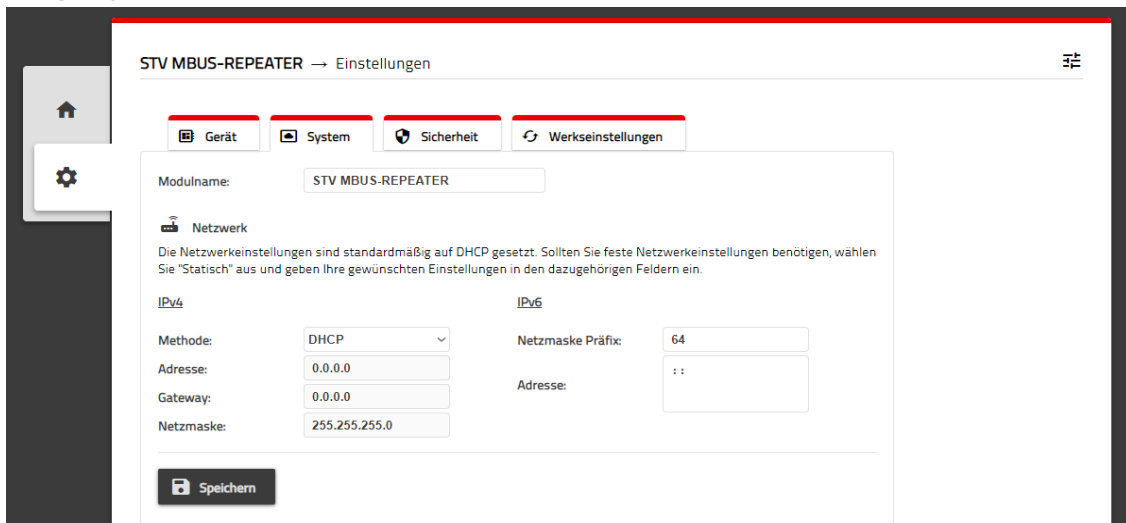 STV MBUS-REPEATER → Einstellungen
Gerät System Sicherheit Werkseinstellungen
Modulname: STV MBUS-REPEATER
Netzwerk
Die Netzwerkeinstellungen sind standardmäßig auf DHCP gesetzt. Sollten Sie feste Netzwerkeinstellungen benötigen, wählen
Sie "Statisch" aus und geben Ihre gewünschten Einstellungen in den dazugehörigen Feldern ein.
IPv4 IPv6
Methode: DHCP Netzmaske Präfix: 64
Adresse: 0.0.0.0 ::
Adresse:
Gateway: 0.0.0.0
Netzmaske: 255.255.255.0
Speichern